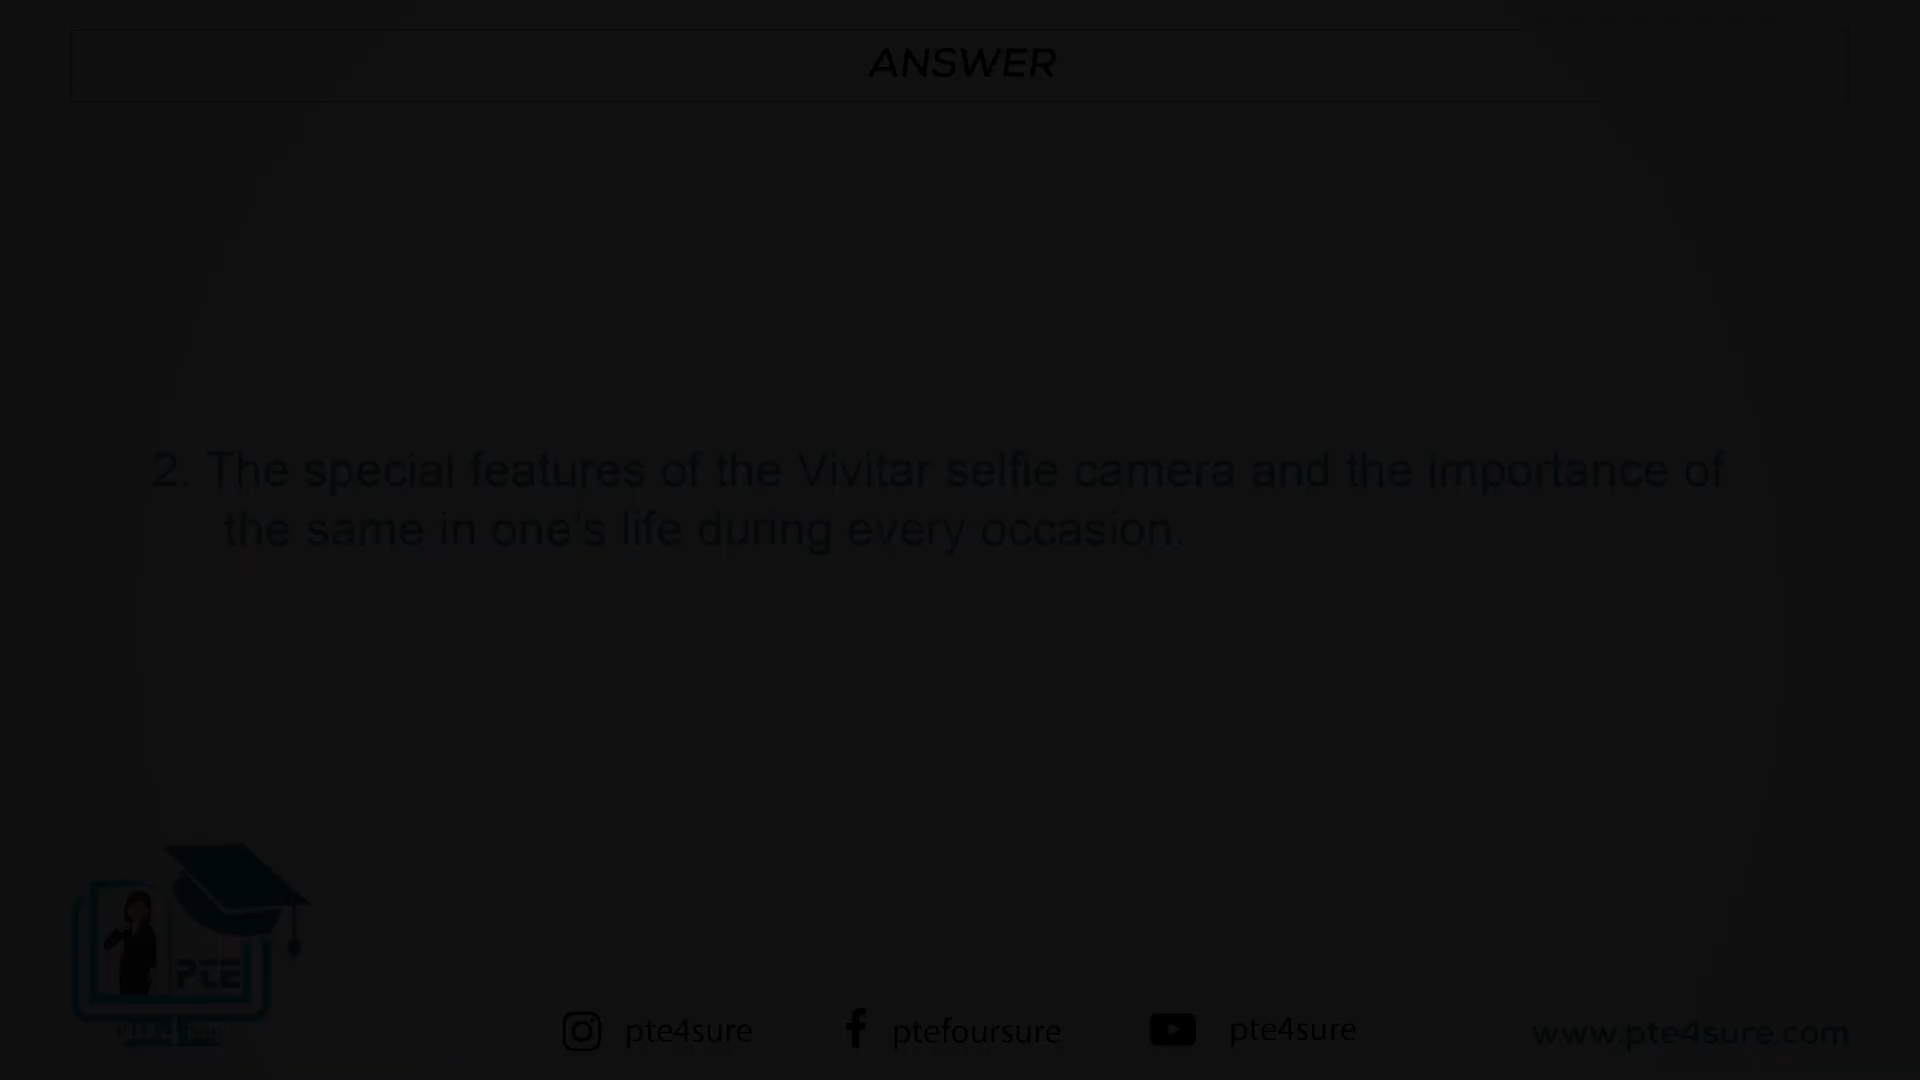 ANSWER
2. The special features of the Vivitar selfie camera and the importance of
the same in one's life during every occasion.
PTE
pte4sure
ptefoursure
pte4sure
www.pte4sure.com